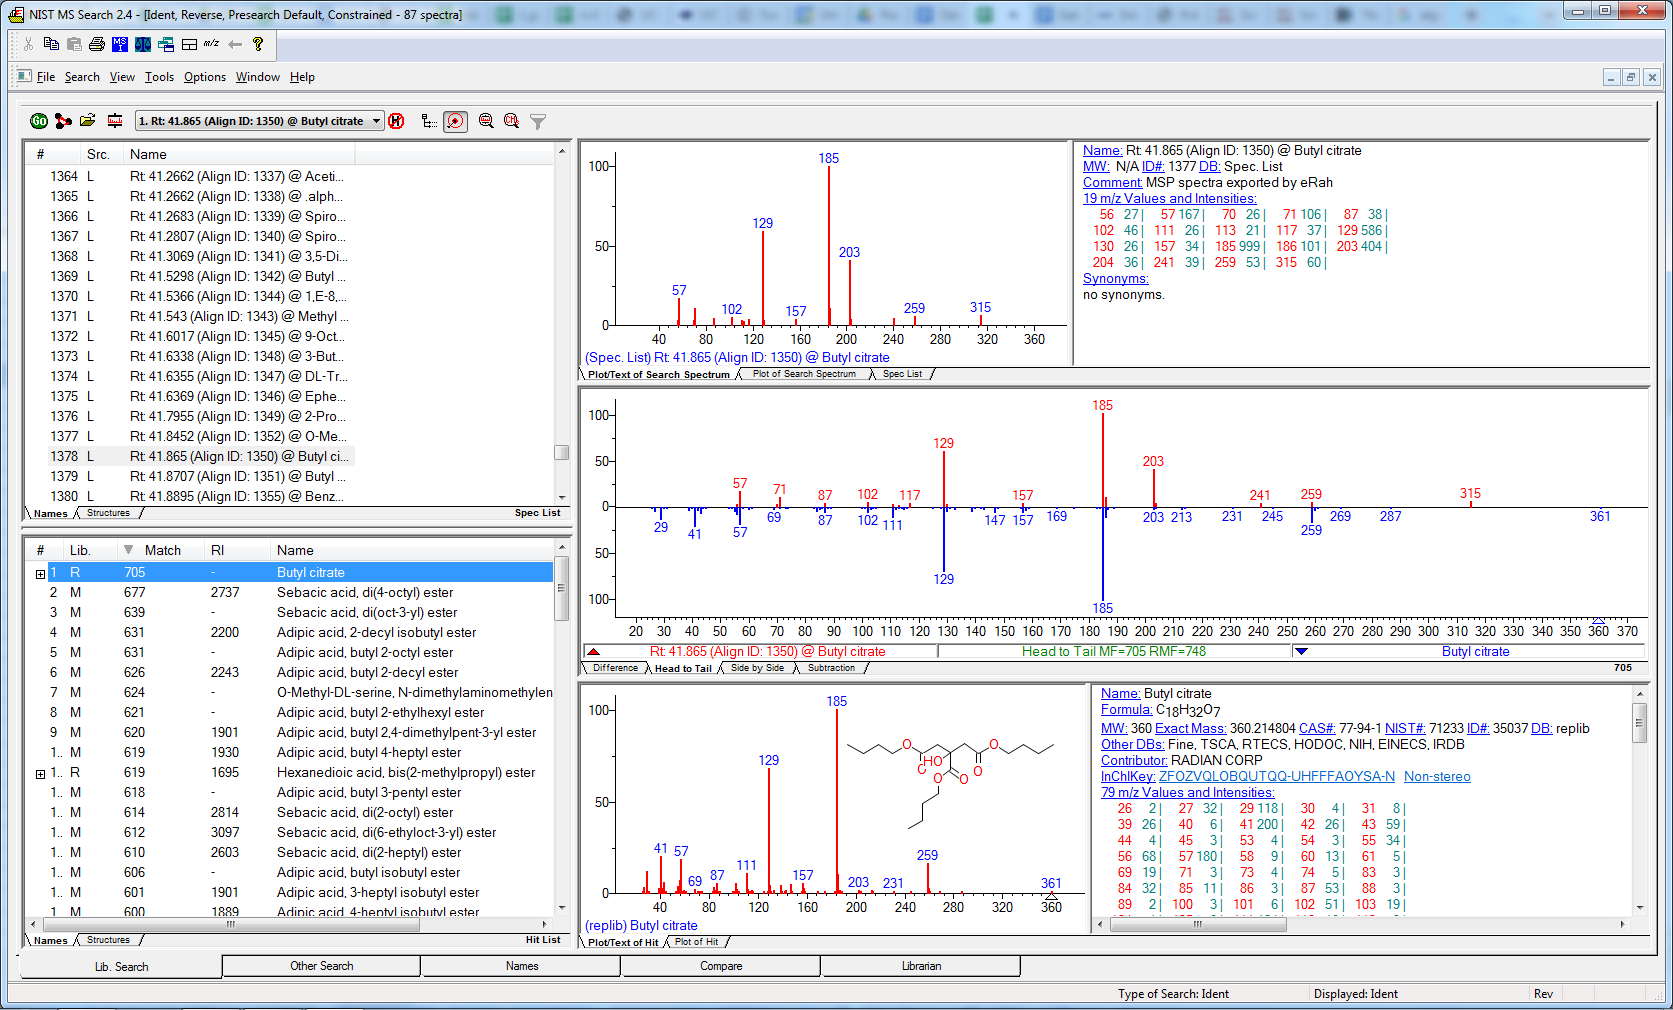 NIST MS Search 2.4 - [Ident, Reverse, Presearch Default, Constrained - 87 spectra]
MS I m/z ?
File Search View Tools Options Window Help
GO 1. Rt: 41.865 (Align ID: 1350) @ Butyl citrate
# Src. Name
1364 L Rt: 41.2662 (Align ID: 1337) @ Aceti...
1365 L Rt: 41.2662 (Align ID: 1338) @ .alph...
1366 L Rt: 41.2683 (Align ID: 1339) @ Spiro...
1367 L Rt: 41.2807 (Align ID: 1340) @ Spiro...
1368 L Rt: 41.3069 (Align ID: 1341) @ 3,5-Di...
1369 L Rt: 41.5298 (Align ID: 1342) @ Butyl ...
1370 L Rt: 41.5366 (Align ID: 1344) @ 1,E-8,...
1371 L Rt: 41.543 (Align ID: 1343) @ Methyl ...
1372 L Rt: 41.6017 (Align ID: 1345) @ 9-Oct...
1373 L Rt: 41.6338 (Align ID: 1348) @ 3-But...
1374 L Rt: 41.6355 (Align ID: 1347) @ DL-Tr...
1375 L Rt: 41.6369 (Align ID: 1346) @ Ephe...
1376 L Rt: 41.7955 (Align ID: 1349) @ 2-Pro...
1377 L Rt: 41.8452 (Align ID: 1352) @ O-Me...
1378 L Rt: 41.865 (Align ID: 1350) @ Butyl ci...
1379 L Rt: 41.8707 (Align ID: 1351) @ Butyl ...
1380 L Rt: 41.8895 (Align ID: 1355) @ Benz...
Names Structures Spec List
100 50 0
57 102 129 157 185 203 259 315
40 80 120 160 200 240 280 320 360
(Spec. List) Rt: 41.865 (Align ID: 1350) @ Butyl citrate
Plot/Text of Search Spectrum Plot of Search Spectrum Spec List
Name: Rt: 41.865 (Align ID: 1350) @ Butyl citrate
MW: N/A ID#: 1377 DB: Spec. List
Comment: MSP spectra exported by eRah
19 m/z Values and Intensities:
56 27| 57 167| 70 26| 71 106| 87 38|
102 46| 111 26| 113 21| 117 37| 129 586|
130 26| 157 34| 185 999| 186 101| 203 404|
204 36| 241 39| 259 53| 315 60|
Synonyms:
no synonyms.
100 50 0 50 100
57 71 87 102 117 129 157 185 203 241 259 315
29 41 57 69 87 102 111 129 147 157 169 185 203 213 231 245 259 269 287 361
20 30 40 50 60 70 80 90 100 110 120 130 140 150 160 170 180 190 200 210 220 230 240 250 260 270 280 290 300 310 320 330 340 350 360 370
Rt: 41.865 (Align ID: 1350) @ Butyl citrate Head to Tail MF=705 RMF=748 Butyl citrate
Difference Head to Tail Side by Side Subtraction 705
# Lib. Match RI Name
1 R 705 - Butyl citrate
2 M 677 2737 Sebacic acid, di(4-octyl) ester
3 M 639 - Sebacic acid, di(oct-3-yl) ester
4 M 631 2200 Adipic acid, 2-decyl isobutyl ester
5 M 631 - Adipic acid, butyl 2-octyl ester
6 M 626 2243 Adipic acid, butyl 2-decyl ester
7 M 624 - O-Methyl-DL-serine, N-dimethylaminomethylen
8 M 621 - Adipic acid, butyl 2-ethylhexyl ester
9 M 620 1901 Adipic acid, butyl 2,4-dimethylpent-3-yl ester
1.. M 619 1930 Adipic acid, butyl 4-heptyl ester
1.. R 619 1695 Hexanedioic acid, bis(2-methylpropyl) ester
1.. M 618 - Adipic acid, butyl 3-pentyl ester
1.. M 614 2814 Sebacic acid, di(2-octyl) ester
1.. M 612 3097 Sebacic acid, di(6-ethyloct-3-yl) ester
1.. M 610 2603 Sebacic acid, di(2-heptyl) ester
1.. M 606 - Adipic acid, butyl isobutyl ester
1.. M 601 1901 Adipic acid, 3-heptyl isobutyl ester
1.. M 600 1889 Adipic acid, 4-heptyl isobutyl ester
Names Structures Hit List
100 50 0
41 57 69 87 111 129 157 185 203 231 259 361
O O HO O O O O
40 80 120 160 200 240 280 320 360
(replib) Butyl citrate
Plot/Text of Hit Plot of Hit
Name: Butyl citrate
Formula: C18H32O7
MW: 360 Exact Mass: 360.214804 CAS#: 77-94-1 NIST#: 71233 ID#: 35037 DB: replib
Other DBs: Fine, TSCA, RTECS, HODOC, NIH, EINECS, IRDB
Contributor: RADIAN CORP
InChIKey: ZFOZVQLOBQUTQQ-UHFFFAOYSA-N Non-stereo
79 m/z Values and Intensities:
26 2| 27 32| 29 118| 30 4| 31 8|
39 26| 40 6| 41 200| 42 26| 43 59|
44 4| 45 3| 53 4| 54 3| 55 34|
56 68| 57 180| 58 9| 60 13| 61 5|
69 19| 71 3| 73 4| 74 5| 83 3|
84 32| 85 11| 86 3| 87 53| 88 3|
89 2| 100 3| 101 6| 102 51| 103 19|
Lib. Search Other Search Names Compare Librarian
Type of Search: Ident Displayed: Ident Rev